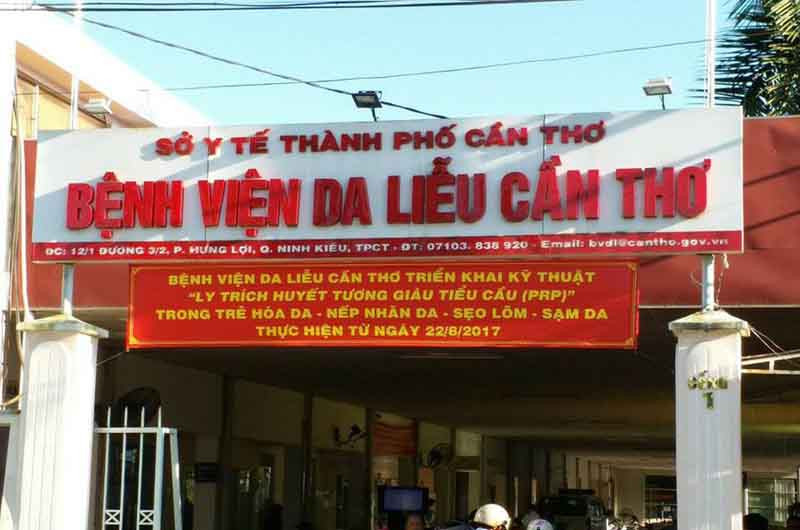 SỞ Y TẾ THÀNH PHỐ CẦN THƠ
BỆNH VIỆN DA LIỄU CẦN THƠ
ĐC: 12/1 ĐƯỜNG 3/2, P. HƯNG LỢI, Q. NINH KIỀU, TPCT - ĐT: 07103. 838 920 - Email: bvdl@cantho.gov.vn
BỆNH VIỆN DA LIỄU CẦN THƠ TRIỂN KHAI KỸ THUẬT
“LY TRÍCH HUYẾT TƯƠNG GIÀU TIỂU CẦU (PRP)”
TRONG TRẺ HÓA DA - NẾP NHĂN DA - SẸO LÕM - SẠM DA
THỰC HIỆN TỪ NGÀY 22/8/2017
CỔNG
1